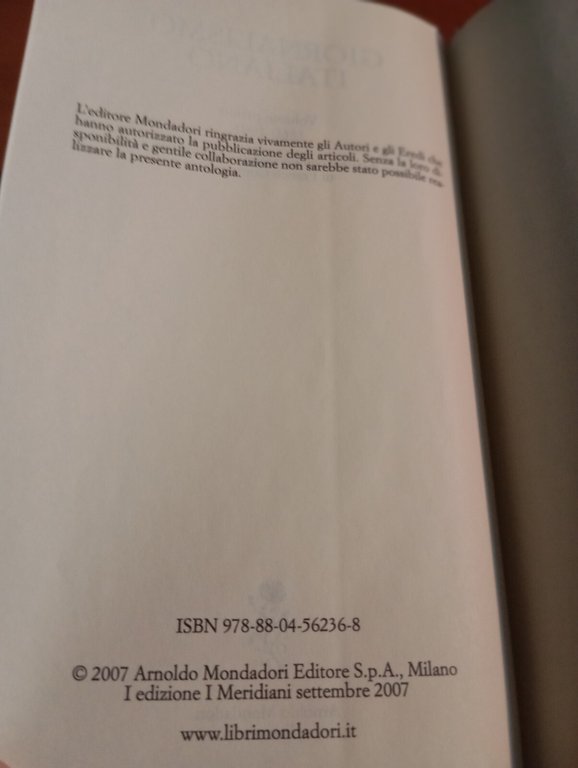 L'editore Mondadori ringrazia vivamente gli Autori e gli Eredi che
hanno autorizzato la pubblicazione degli articoli. Senza la loro di-
sponibilità e gentile collaborazione non sarebbe stato possibile rea-
lizzare la presente antologia.
ISBN 978-88-04-56236-8
© 2007 Arnoldo Mondadori Editore S.p.A., Milano
I edizione I Meridiani settembre 2007
www.librimondadori.it